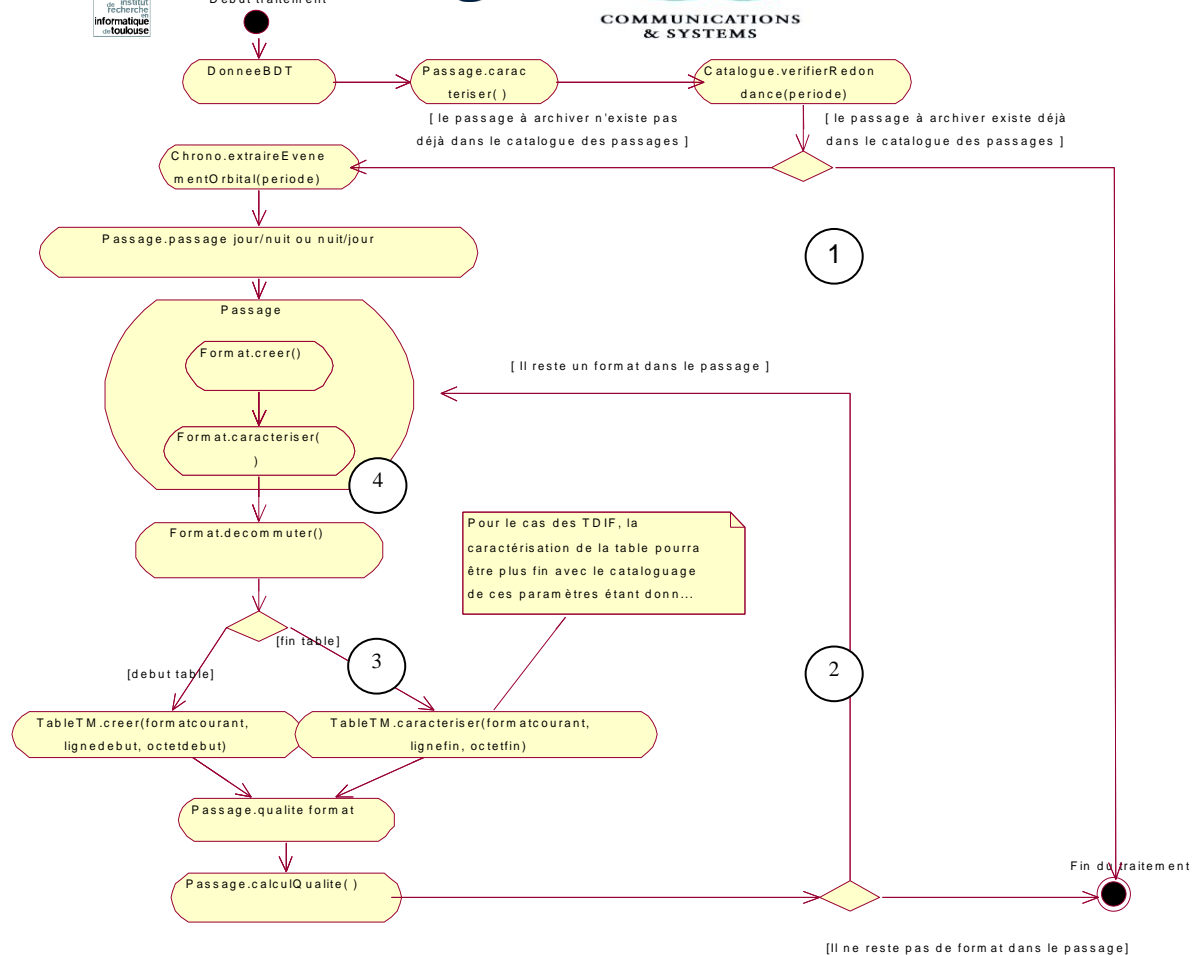 de institut
recherche
en
informatique
de toulouse
Debut traitement
COMMUNICATIONS
& SYSTEMS
DonneeBDT
Passage.carac
teriser( )
Catalogue.verifierRedon
dance(periode)
[ le passage à archiver n'existe pas
déjà dans le catalogue des passages ]
[ le passage à archiver existe déjà
dans le catalogue des passages ]
Chrono.extraireEvene
mentOrbital(periode)
Passage.passage jour/nuit ou nuit/jour
1
Passage
Format.creer()
[ Il reste un format dans le passage ]
Format.caracteriser(
)
4
Format.decommuter()
Pour le cas des TDIF, la
caractérisation de la table pourra
être plus fin avec le cataloguage
de ces paramètres étant donn...
[fin table]
[debut table]
3
2
TableTM.creer(formatcourant,
lignedebut, octetdebut)
TableTM.caracteriser(formatcourant,
lignefin, octetfin)
Passage.qualite format
Passage.calculQualite( )
Fin du traitement
[Il ne reste pas de format dans le passage]